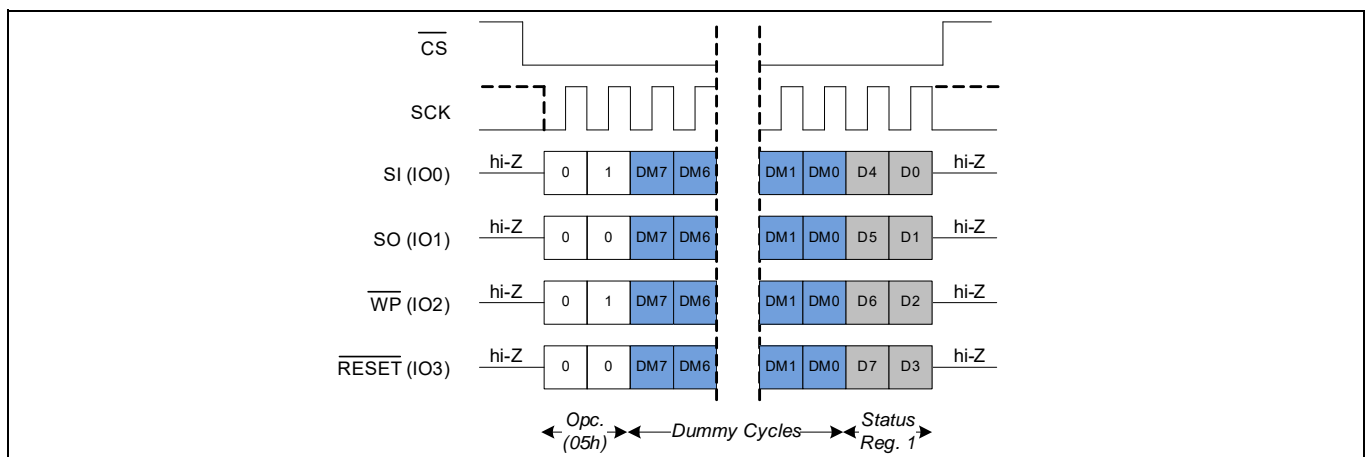 CS
SCK
SI (IO0) hi-Z 0 1 DM7 DM6 DM1 DM0 D4 D0 hi-Z
SO (IO1) hi-Z 0 0 DM7 DM6 DM1 DM0 D5 D1 hi-Z
WP (IO2) hi-Z 0 1 DM7 DM6 DM1 DM0 D6 D2 hi-Z
RESET (IO3) hi-Z 0 0 DM7 DM6 DM1 DM0 D7 D3 hi-Z
Opc. (05h) Dummy Cycles Status Reg. 1